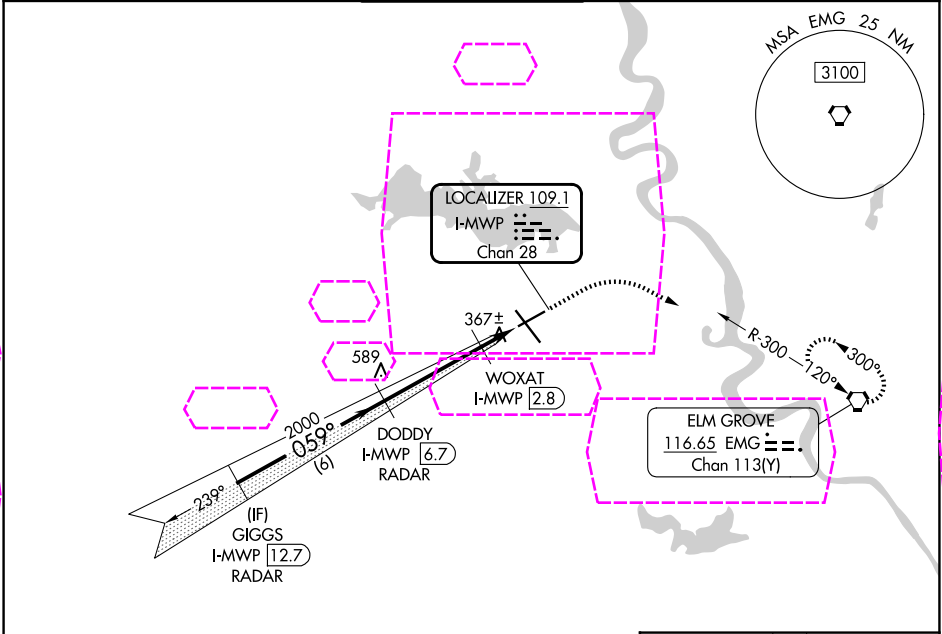 MSA EMG 25 NM
3100
LOCALIZER 109.1
I-MWP
Chan 28
367±
589
WOXAT
I-MWP 2.8
R-300
120°
300°
ELM GROVE
116.65 EMG
Chan 113(Y)
2000
059°
(6)
DODDY
I-MWP 6.7
RADAR
239°
(IF)
GIGGS
I-MWP 12.7
RADAR